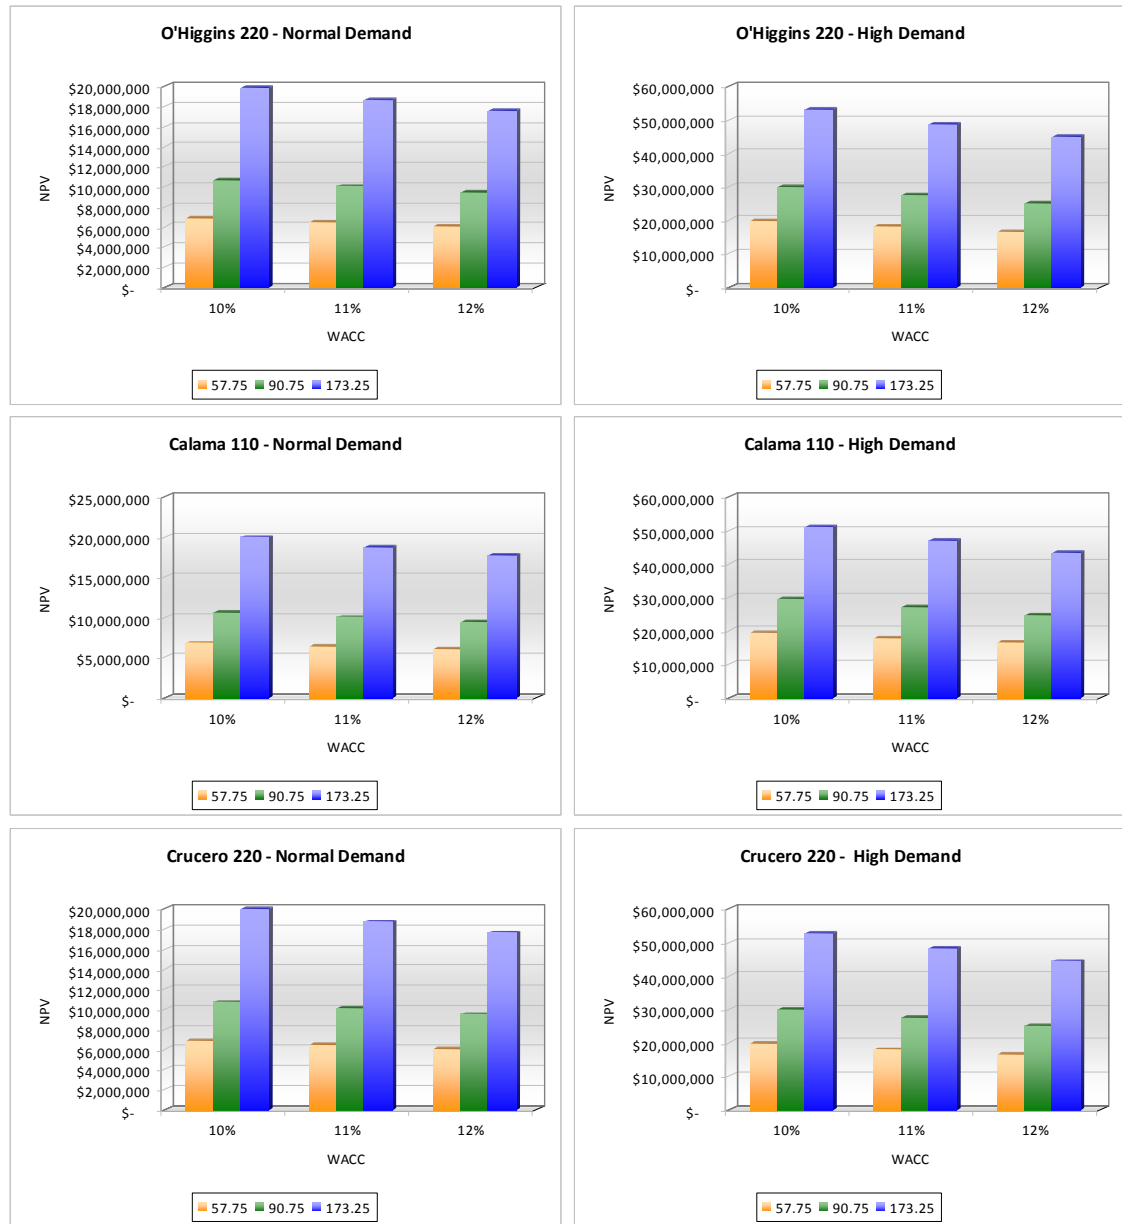 O'Higgins 220 - Normal Demand
$20,000,000
$18,000,000
$16,000,000
$14,000,000
$12,000,000
$10,000,000
$8,000,000
$6,000,000
$4,000,000
$2,000,000
$-
NPV
10% 11% 12%
WACC
57.75 90.75 173.25
O'Higgins 220 - High Demand
$60,000,000
$50,000,000
$40,000,000
$30,000,000
$20,000,000
$10,000,000
$-
NPV
10% 11% 12%
WACC
57.75 90.75 173.25
Calama 110 - Normal Demand
$25,000,000
$20,000,000
$15,000,000
$10,000,000
$5,000,000
$-
NPV
10% 11% 12%
WACC
57.75 90.75 173.25
Calama 110 - High Demand
$60,000,000
$50,000,000
$40,000,000
$30,000,000
$20,000,000
$10,000,000
$-
NPV
10% 11% 12%
WACC
57.75 90.75 173.25
Crucero 220 - Normal Demand
$20,000,000
$18,000,000
$16,000,000
$14,000,000
$12,000,000
$10,000,000
$8,000,000
$6,000,000
$4,000,000
$2,000,000
$-
NPV
10% 11% 12%
WACC
57.75 90.75 173.25
Crucero 220 - High Demand
$60,000,000
$50,000,000
$40,000,000
$30,000,000
$20,000,000
$10,000,000
$-
NPV
10% 11% 12%
WACC
57.75 90.75 173.25